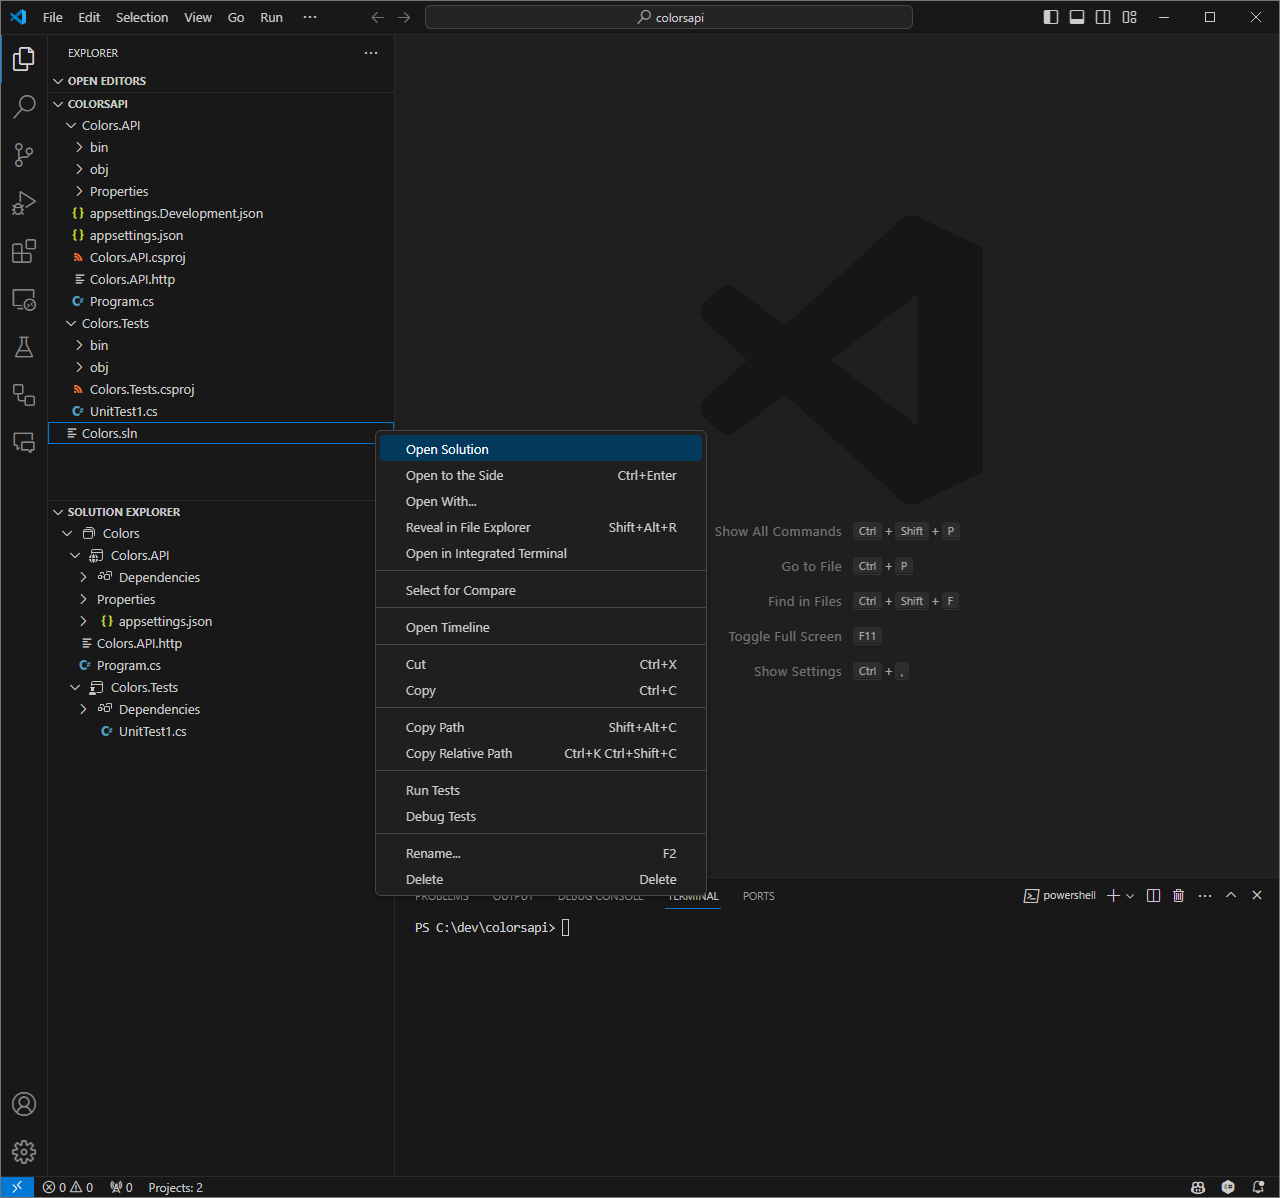 File Edit Selection View Go Run ···
colorsapi
EXPLORER
OPEN EDITORS
COLORSAPI
Colors.API
bin
obj
Properties
{} appsettings.Development.json
{} appsettings.json
Colors.API.csproj
Colors.API.http
C# Program.cs
Colors.Tests
bin
obj
Colors.Tests.csproj
C# UnitTest1.cs
Colors.sln
SOLUTION EXPLORER
Colors
Colors.API
Dependencies
Properties
{} appsettings.json
Colors.API.http
C# Program.cs
Colors.Tests
Dependencies
C# UnitTest1.cs
Open Solution
Open to the Side Ctrl+Enter
Open With...
Reveal in File Explorer Shift+Alt+R
Open in Integrated Terminal
Select for Compare
Open Timeline
Cut Ctrl+X
Copy Ctrl+C
Copy Path Shift+Alt+C
Copy Relative Path Ctrl+K Ctrl+Shift+C
Run Tests
Debug Tests
Rename... F2
Delete Delete
Show All Commands Ctrl + Shift + P
Go to File Ctrl + P
Find in Files Ctrl + Shift + F
Toggle Full Screen F11
Show Settings Ctrl + ,
PROBLEMS OUTPUT DEBUG CONSOLE TERMINAL PORTS
powershell
PS C:\dev\colorsapi>
0 0 0 Projects: 2